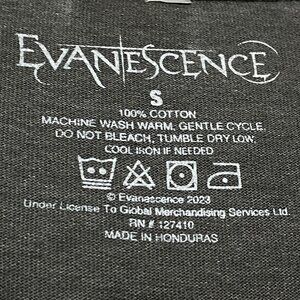 EVANESCENCE
S
100% COTTON
MACHINE WASH WARM, GENTLE CYCLE,
DO NOT BLEACH, TUMBLE DRY LOW.
COOL IRON IF NEEDED
© Evanescence 2023
Under License To Global Merchandising Services Ltd.
RN # 127410
MADE IN HONDURAS